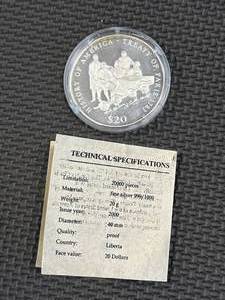 HISTORY OF AMERICA - TREATY OF PARIS 1783
$20
TECHNICAL SPECIFICATIONS
Limitation: 20000 pieces
Material: fine silver 999/1000
Weight: 20 g
Issue year: 2000
Diameter: 40 mm
Quality: proof
Country: Liberia
Face value: 20 Dollars